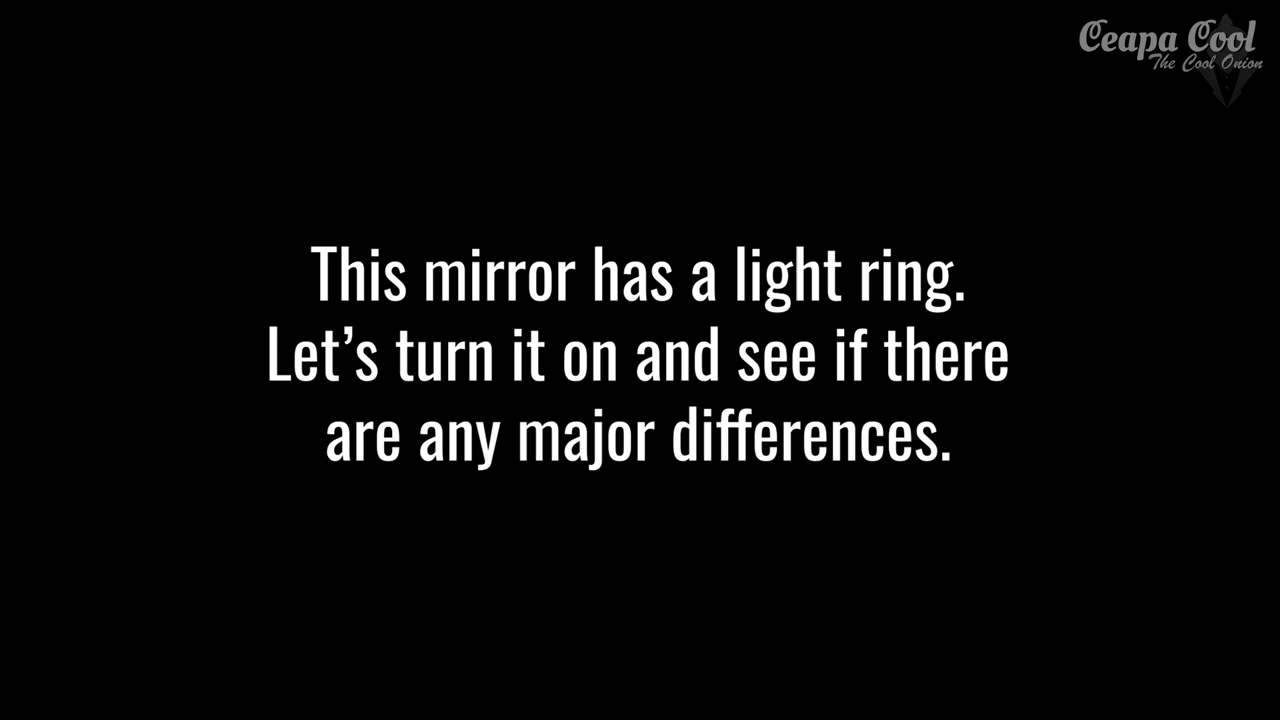 Ceapa Cool
The Cool Onion
This mirror has a light ring.
Let’s turn it on and see if there
are any major differences.